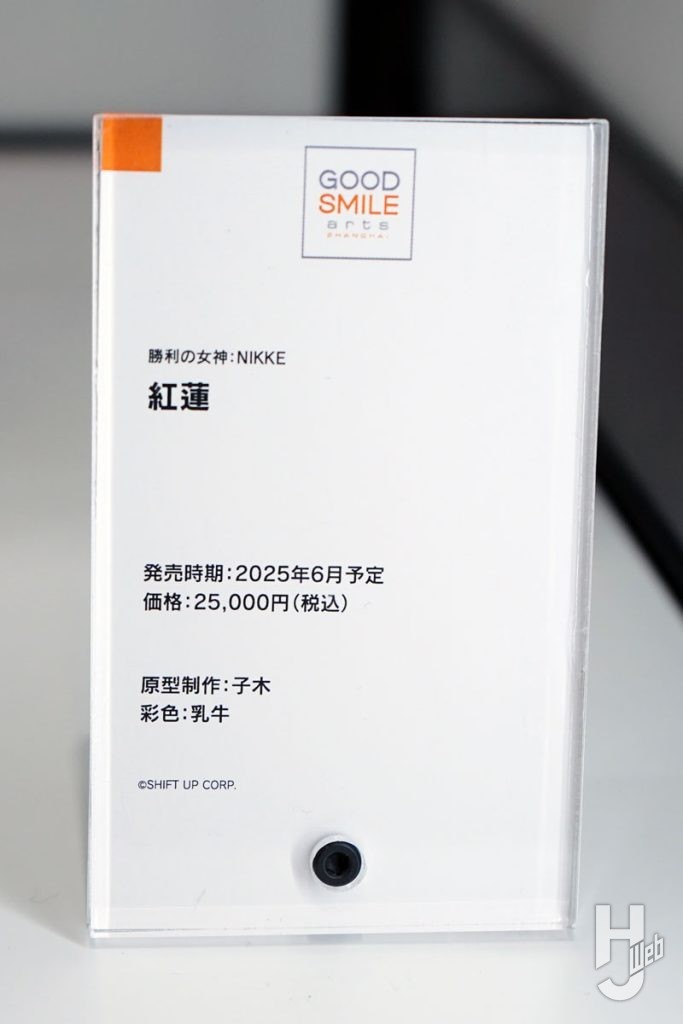 GOOD
SMILE
arts
SHANGHAI
勝利の女神：NIKKE
紅蓮
発売時期：2025年6月予定
価格：25,000円（税込）
原型制作：子木
彩色：乳牛
©SHIFT UP CORP.
HJ Web